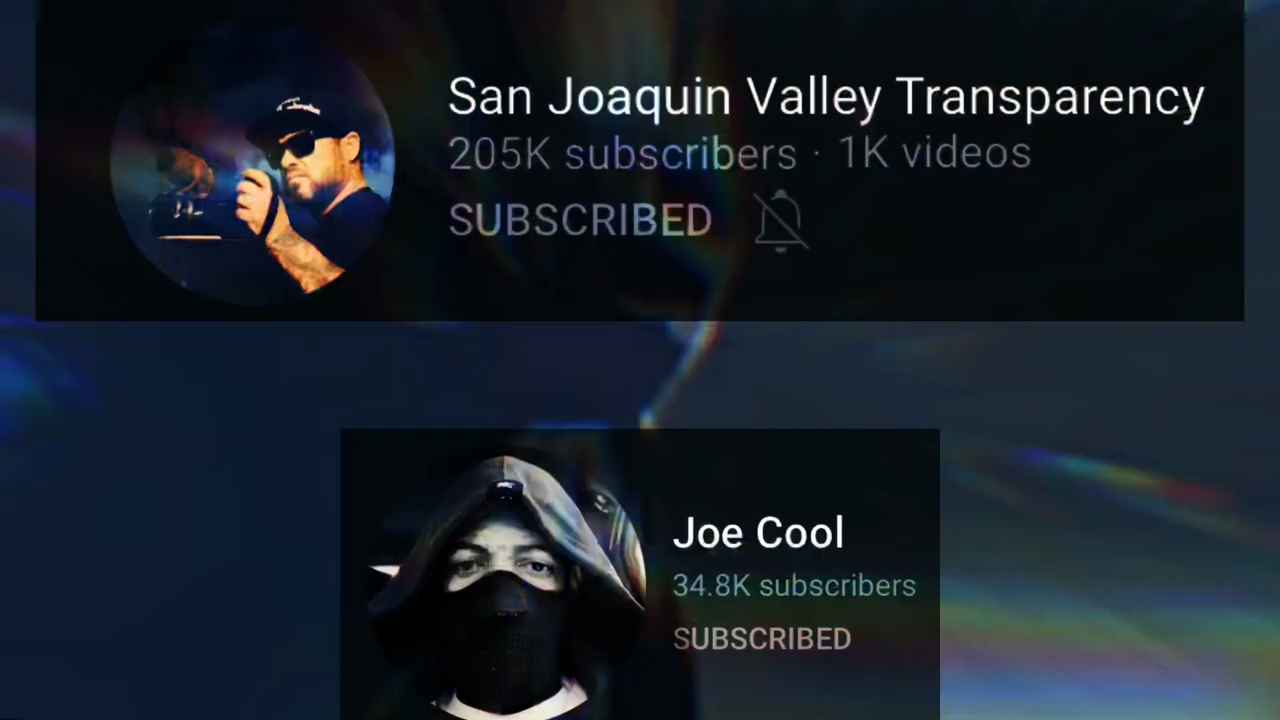 San Joaquin Valley Transparency
205K subscribers · 1K videos
SUBSCRIBED
Joe Cool
34.8K subscribers
SUBSCRIBED